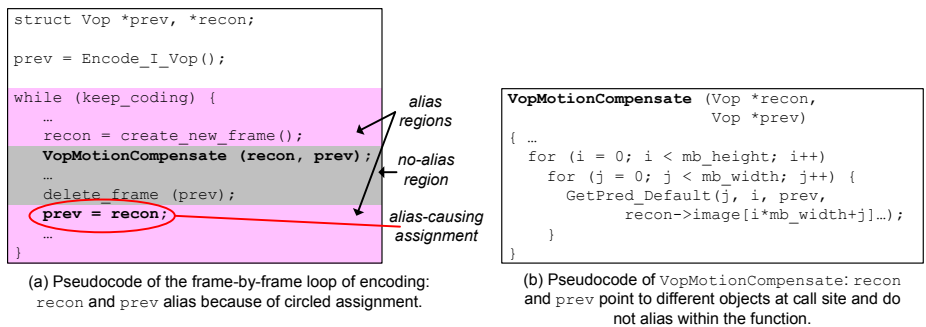 struct Vop *prev, *recon;
prev = Encode_I_Vop();
while (keep_coding) {
…
recon = create_new_frame();
VopMotionCompensate (recon, prev);
…
delete_frame (prev);
prev = recon;
…
}
alias
regions
no-alias
region
alias-causing
assignment
(a) Pseudocode of the frame-by-frame loop of encoding:
recon and prev alias because of circled assignment.
VopMotionCompensate (Vop *recon,
Vop *prev)
{ …
for (i = 0; i < mb_height; i++)
for (j = 0; j < mb_width; j++) {
GetPred_Default(j, i, prev,
recon->image[i*mb_width+j]…);
}
}
(b) Pseudocode of VopMotionCompensate: recon
and prev point to different objects at call site and do
not alias within the function.